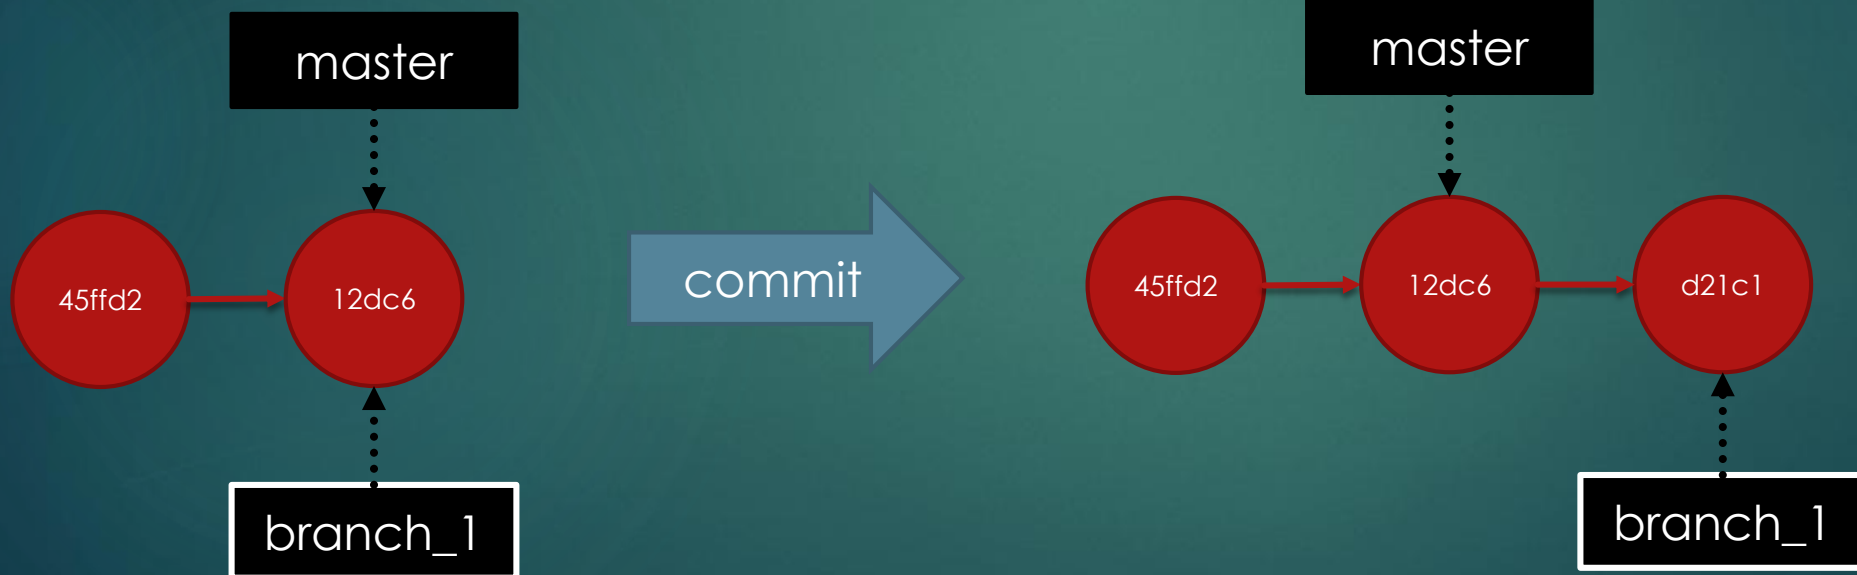 master
45ffd2
12dc6
branch_1
commit
master
45ffd2
12dc6
d21c1
branch_1